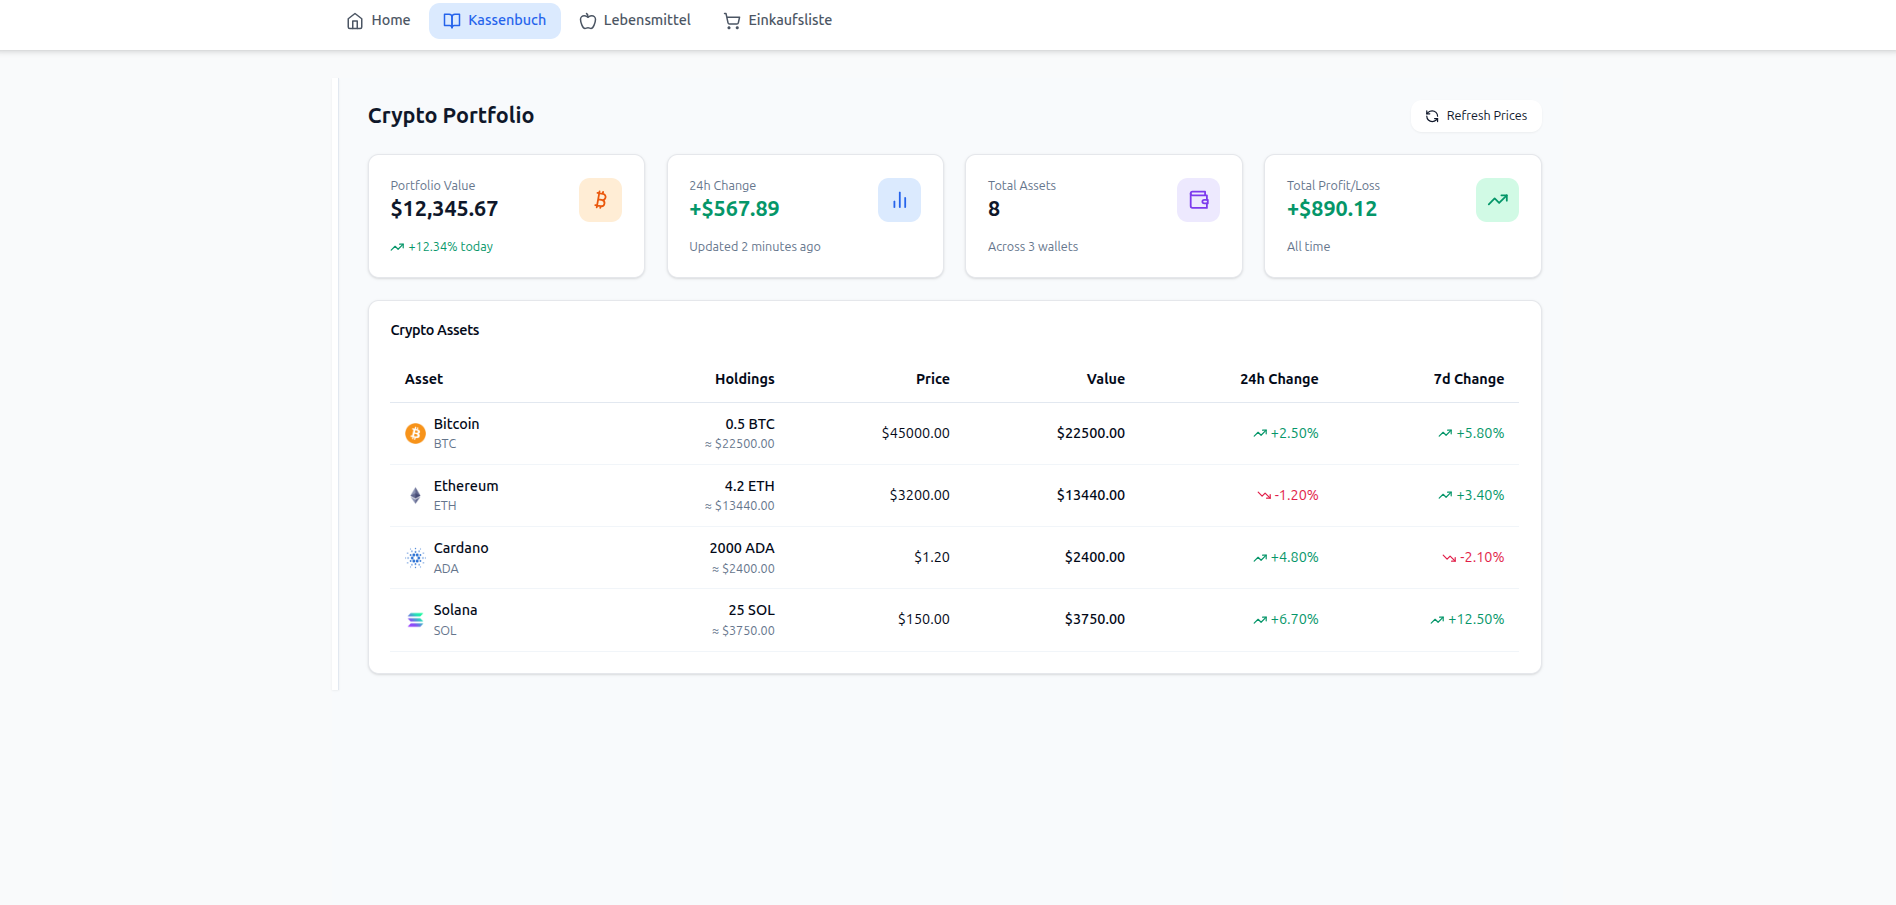 Home Kassenbuch Lebensmittel Einkaufsliste
Crypto Portfolio
Refresh Prices
Portfolio Value
$12,345.67
+12.34% today
24h Change
+$567.89
Updated 2 minutes ago
Total Assets
8
Across 3 wallets
Total Profit/Loss
+$890.12
All time
Crypto Assets
Asset Holdings Price Value 24h Change 7d Change
Bitcoin 0.5 BTC $45000.00 $22500.00 +2.50% +5.80%
BTC ≈ $22500.00
Ethereum 4.2 ETH $3200.00 $13440.00 -1.20% +3.40%
ETH ≈ $13440.00
Cardano 2000 ADA $1.20 $2400.00 +4.80% -2.10%
ADA ≈ $2400.00
Solana 25 SOL $150.00 $3750.00 +6.70% +12.50%
SOL ≈ $3750.00